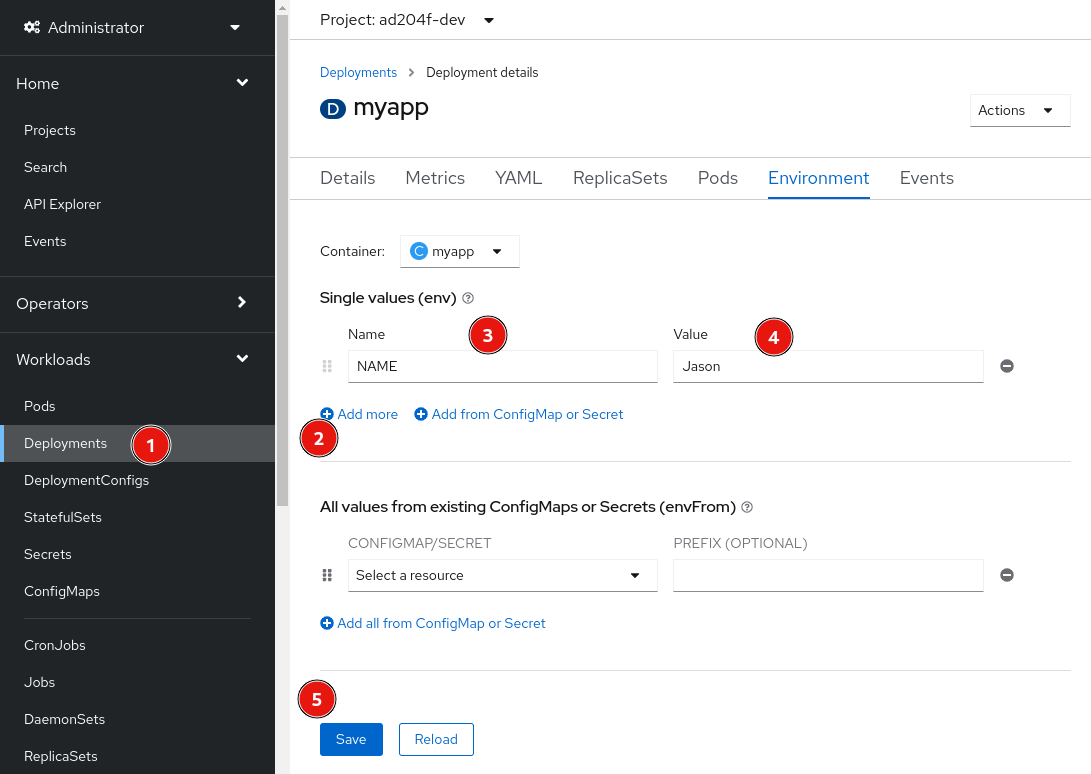 Administrator
Home
Projects
Search
API Explorer
Events
Operators
Workloads
Pods
Deployments
1
DeploymentConfigs
StatefulSets
Secrets
ConfigMaps
CronJobs
Jobs
DaemonSets
ReplicaSets
Project: ad204f-dev
Deployments > Deployment details
D myapp
Actions
Details Metrics YAML ReplicaSets Pods Environment Events
Container: C myapp
Single values (env) ?
Name 3 Value 4
NAME Jason
Add more Add from ConfigMap or Secret
2
All values from existing ConfigMaps or Secrets (envFrom) ?
CONFIGMAP/SECRET PREFIX (OPTIONAL)
Select a resource
Add all from ConfigMap or Secret
5
Save Reload